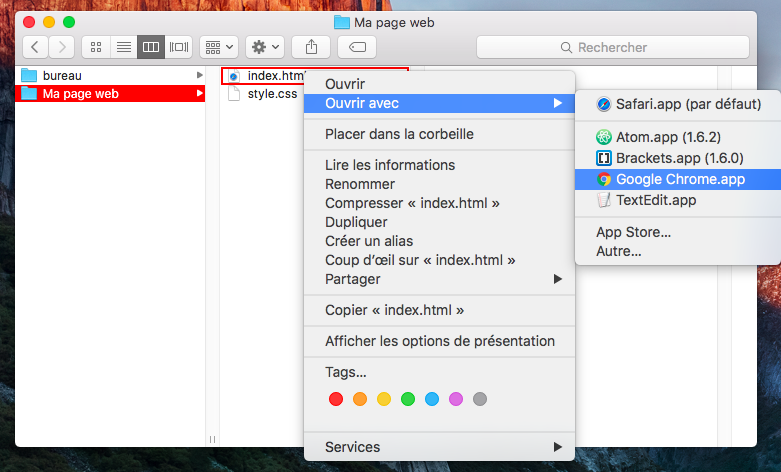 Ma page web
Rechercher
bureau
Ma page web
index.html
style.css
Ouvrir
Ouvrir avec
Placer dans la corbeille
Lire les informations
Renommer
Compresser « index.html »
Dupliquer
Créer un alias
Coup d'œil sur « index.html »
Partager
Copier « index.html »
Afficher les options de présentation
Tags...
Services
Safari.app (par défaut)
Atom.app (1.6.2)
Brackets.app (1.6.0)
Google Chrome.app
TextEdit.app
App Store...
Autre...